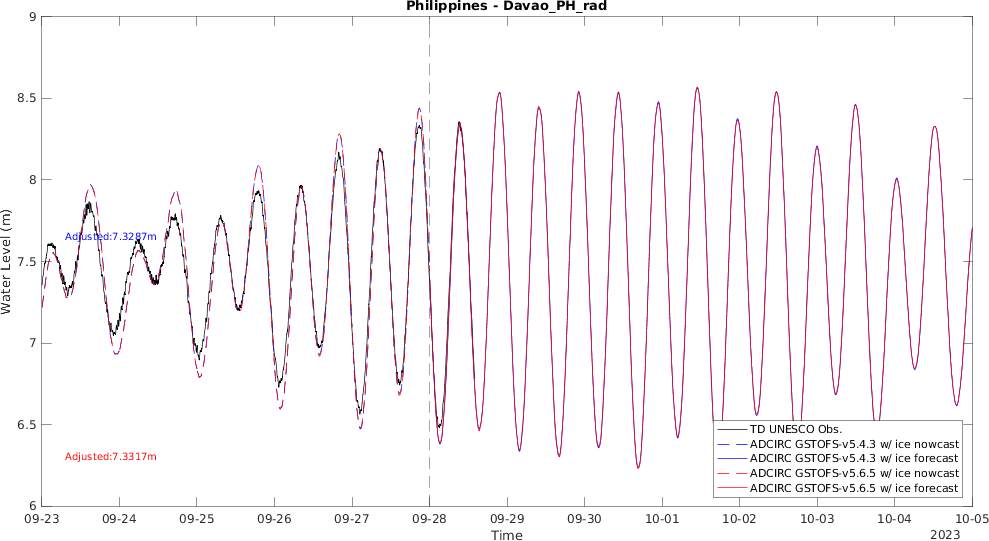 Philippines - Davao_PH_rad
9
8.5
8
7.5
7
6.5
6
Water Level (m)
Adjusted:7.3287m
Adjusted:7.3317m
TD UNESCO Obs.
ADCIRC GSTOFS-v5.4.3 w/ ice nowcast
ADCIRC GSTOFS-v5.4.3 w/ ice forecast
ADCIRC GSTOFS-v5.6.5 w/ ice nowcast
ADCIRC GSTOFS-v5.6.5 w/ ice forecast
09-23 09-24 09-25 09-26 09-27 09-28 09-29 09-30 10-01 10-02 10-03 10-04 10-05
Time
2023